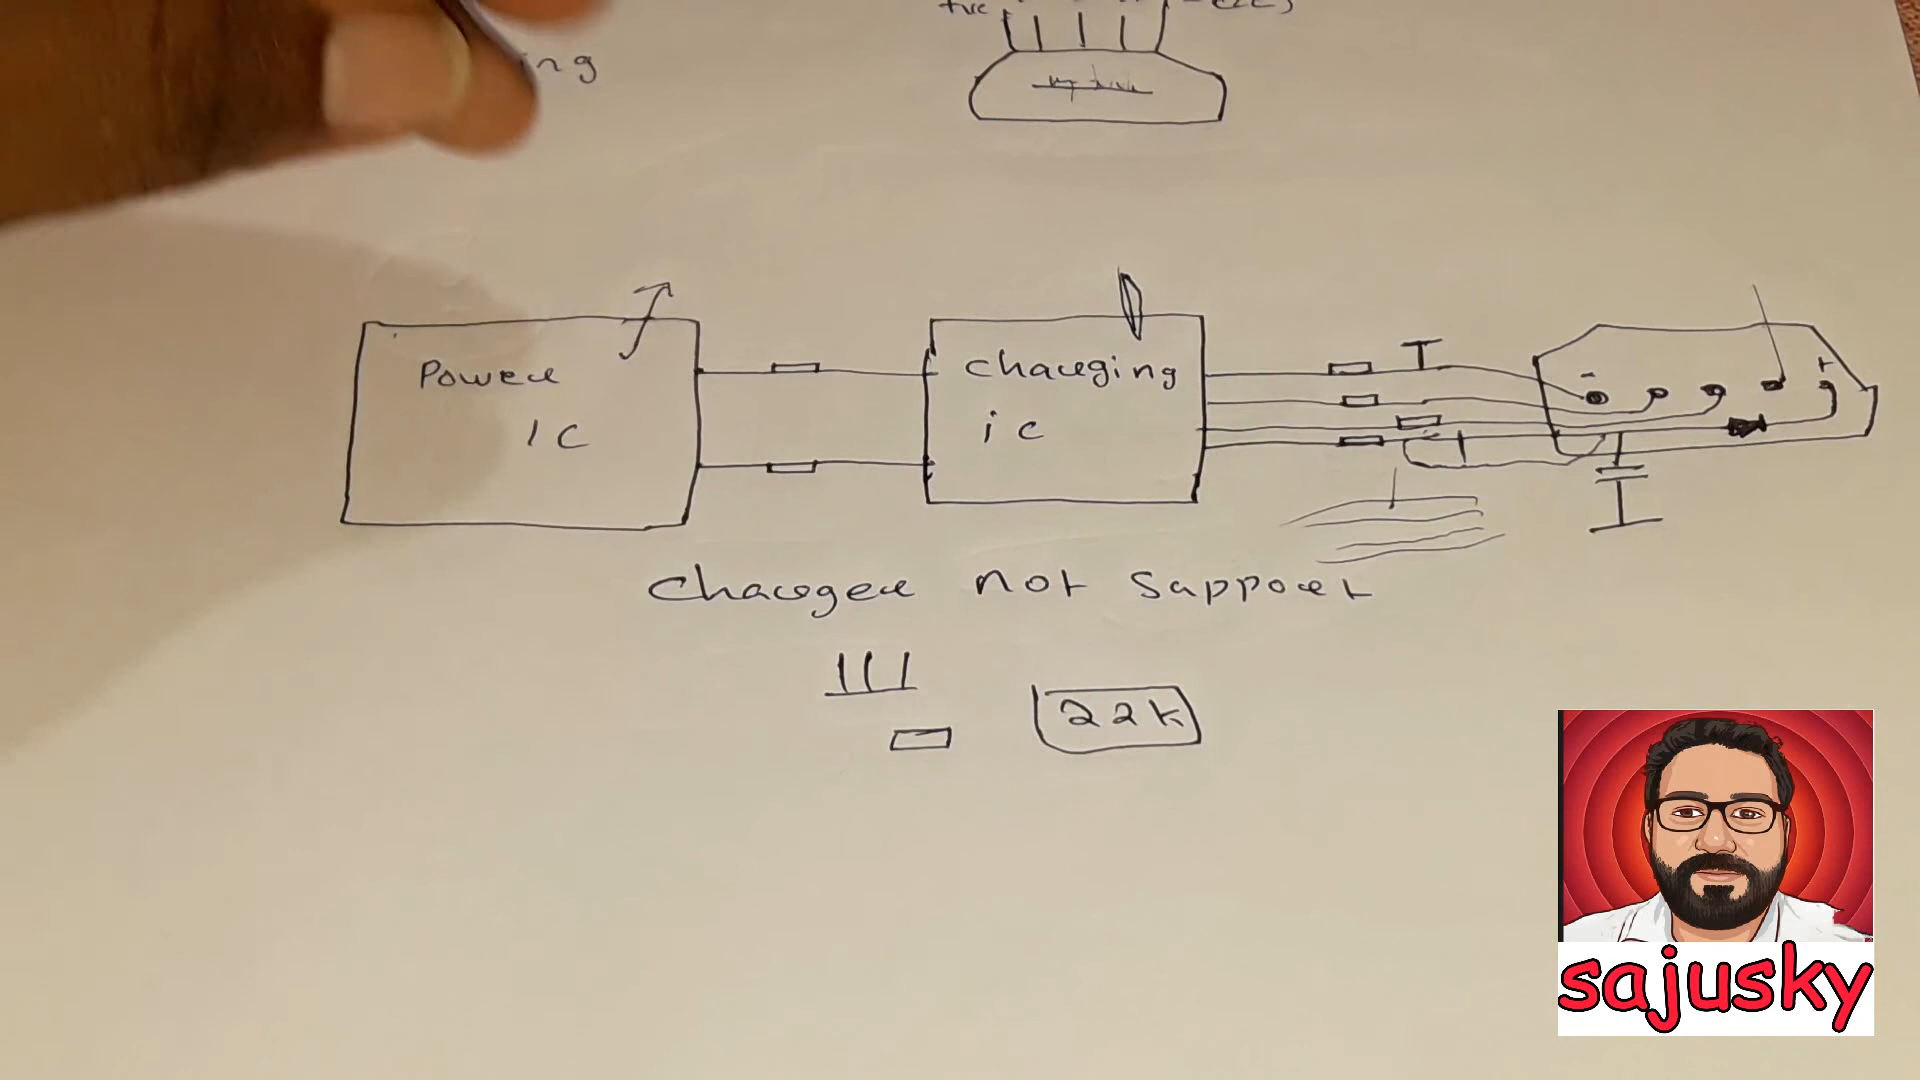 ing
Power
IC
Charging
ic
- +
Charger not Support
22k
sajusky